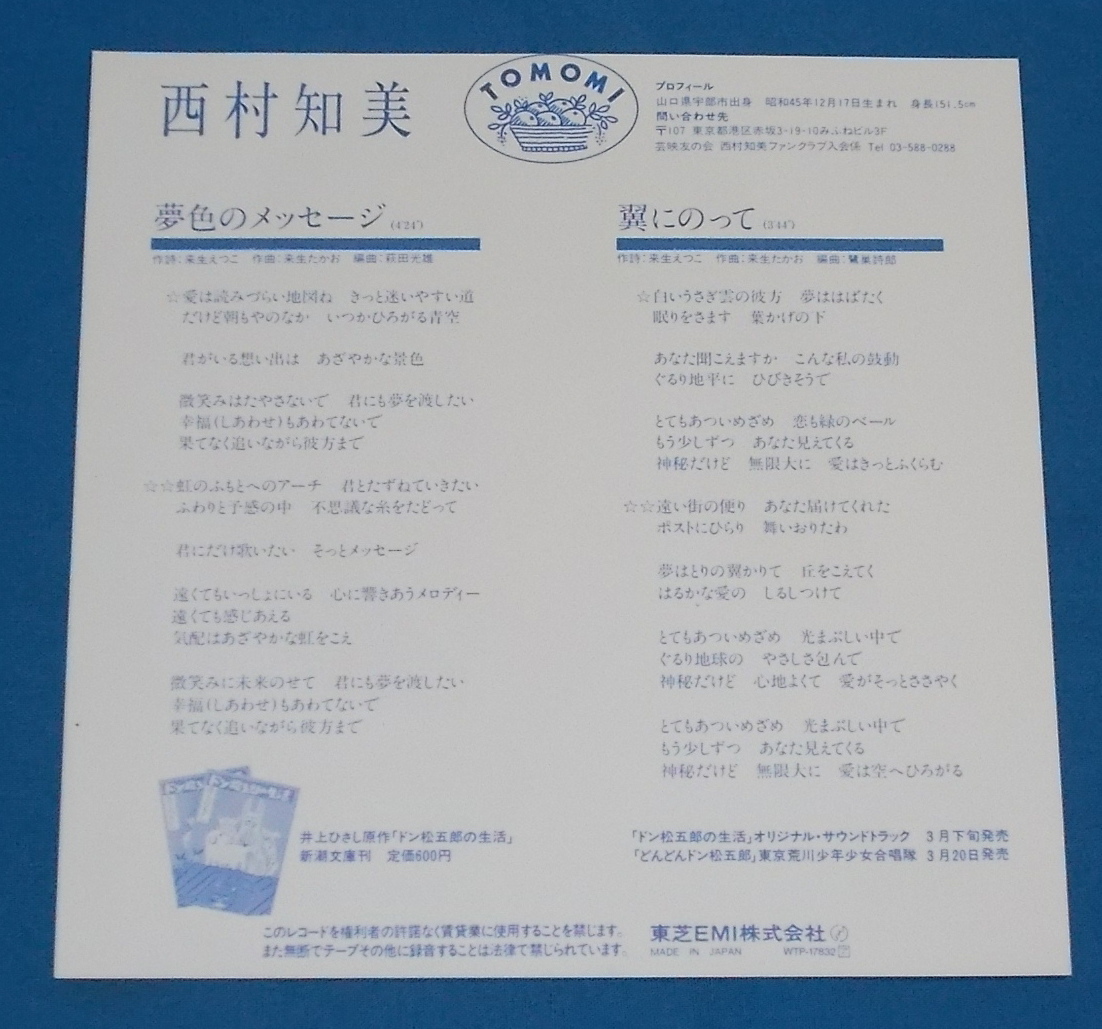 西村知美
TOMOMI
プロフィール
山口県宇部市出身　昭和45年12月17日生まれ　身長151.5cm
問い合わせ先
〒107 東京都港区赤坂3-19-10みふねビル3F
芸映友の会 西村知美ファンクラブ入会係 Tel 03-588-0288
夢色のメッセージ (4'24")
作詩：来生えつこ　作曲：来生たかお　編曲：萩田光雄
☆愛は読みづらい地図ね　きっと迷いやすい道
だけど朝もやのなか　いつかひろがる青空
君がいる想い出は　あざやかな景色
微笑みはたやさないで　君にも夢を渡したい
幸福(しあわせ)もあわてないで
果てなく追いながら彼方まで
☆☆虹のふもとへのアーチ　君とたずねていきたい
ふわりと予感の中　不思議な糸をたどって
君にだけ歌いたい　そっとメッセージ
遠くてもいっしょにいる　心に響きあうメロディー
遠くても感じあえる
気配はあざやかな虹をこえ
微笑みに未来のせて　君にも夢を渡したい
幸福(しあわせ)もあわてないで
果てなく追いながら彼方まで
翼にのって (3'44")
作詩：来生えつこ　作曲：来生たかお　編曲：鷺巣詩郎
☆白いうさぎ雲の彼方　夢ははばたく
眠りをさます　葉かげの下
あなた聞こえますか　こんな私の鼓動
ぐるり地平に　ひびきそうで
とてもあついめざめ　恋も緑のベール
もう少しずつ　あなた見えてくる
神秘だけど　無限大に　愛はきっとふくらむ
☆☆遠い街の便り　あなた届けてくれた
ポストにひらり　舞いおりたわ
夢はとりの翼かりて　丘をこえてく
はるかな愛の　しるしつけて
とてもあついめざめ　光まぶしい中で
ぐるり地球の　やさしさ包んで
神秘だけど　心地よくて　愛がそっとささやく
とてもあついめざめ　光まぶしい中で
もう少しずつ　あなた見えてくる
神秘だけど　無限大に　愛は空へひろがる
井上ひさし原作「ドン松五郎の生活」
新潮文庫刊　定価600円
「ドン松五郎の生活」オリジナル・サウンドトラック　3月下旬発売
「どんどんドン松五郎」東京荒川少年少女合唱隊　3月20日発売
このレコードを権利者の許諾なく賃貸業に使用することを禁じます。
また無断でテープその他に録音することは法律で禁じられています。
東芝EMI株式会社
MADE IN JAPAN　WTP-17832